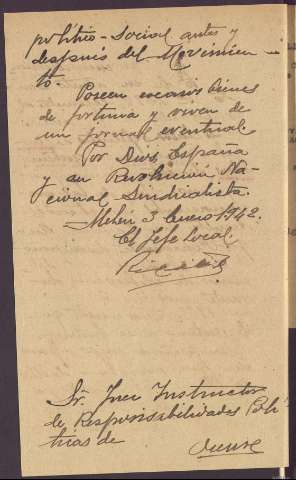 político-social antes y
después del Movimien
to.
Poseen escasos bienes
de fortuna y viven de
un jornal eventual.
Por Dios, España
y su Revolución Na-
cional Sindicalista.
3 Enero 1942.
El Jefe Local
Sr. Juez Instructor
de Responsabilidades Polí
ticas de
Orense